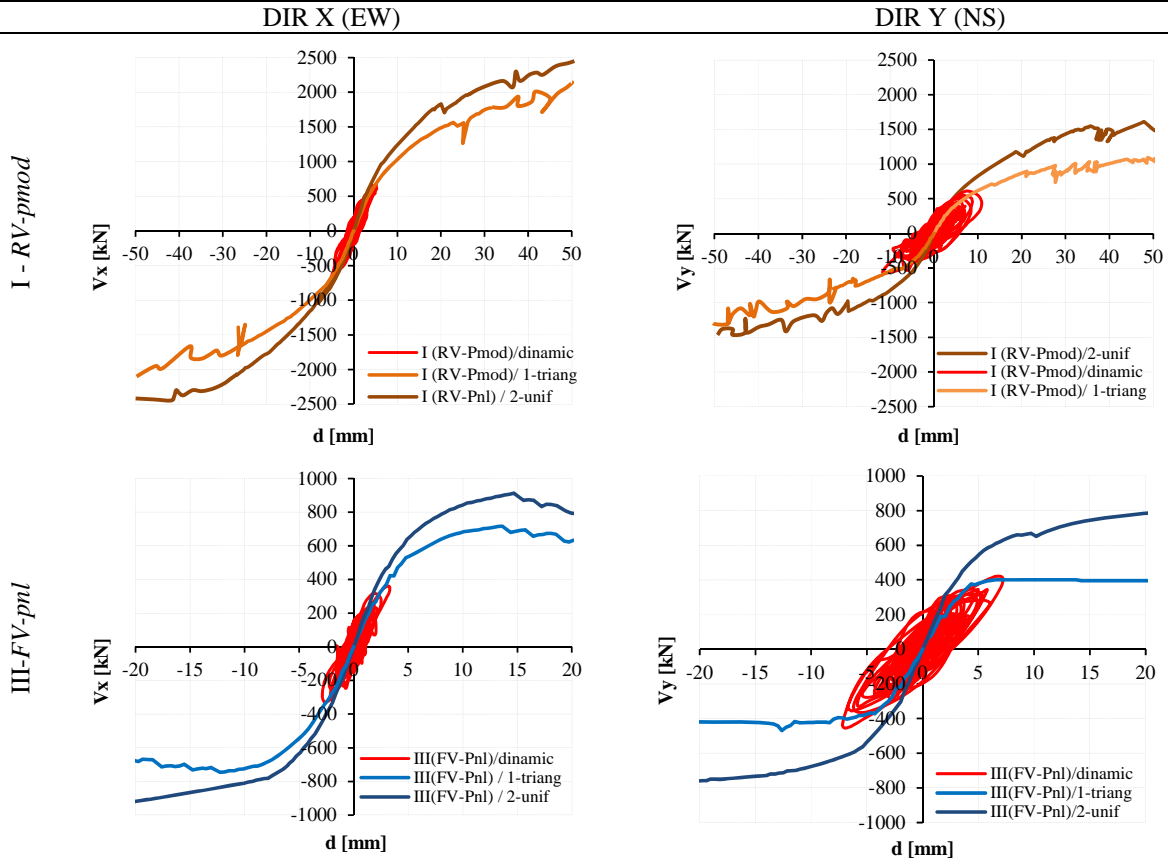 DIR X (EW)
DIR Y (NS)
I - RV-pmod
2500
2000
1500
1000
500
0
-500
-1000
-1500
-2000
-2500
-50 -40 -30 -20 -10 0 10 20 30 40 50
Vx [kN]
d [mm]
I (RV-Pmod)/dinamic
I (RV-Pmod)/ 1-triang
I (RV-Pnl) / 2-unif
2500
2000
1500
1000
500
0
-500
-1000
-1500
-2000
-2500
-50 -40 -30 -20 -10 0 10 20 30 40 50
Vy [kN]
d [mm]
I (RV-Pmod)/2-unif
I (RV-Pmod)/dinamic
I (RV-Pmod)/ 1-triang
III-FV-pnl
1000
800
600
400
200
0
-200
-400
-600
-800
-1000
-20 -15 -10 -5 0 5 10 15 20
Vx [kN]
d [mm]
III(FV-Pnl)/dinamic
III(FV-Pnl) / 1-triang
III(FV-Pnl) / 2-unif
1000
800
600
400
200
0
-200
-400
-600
-800
-1000
-20 -15 -10 -5 0 5 10 15 20
Vy [kN]
d [mm]
III(FV-Pnl)/dinamic
III(FV-Pnl)/1-triang
III(FV-Pnl)/2-unif